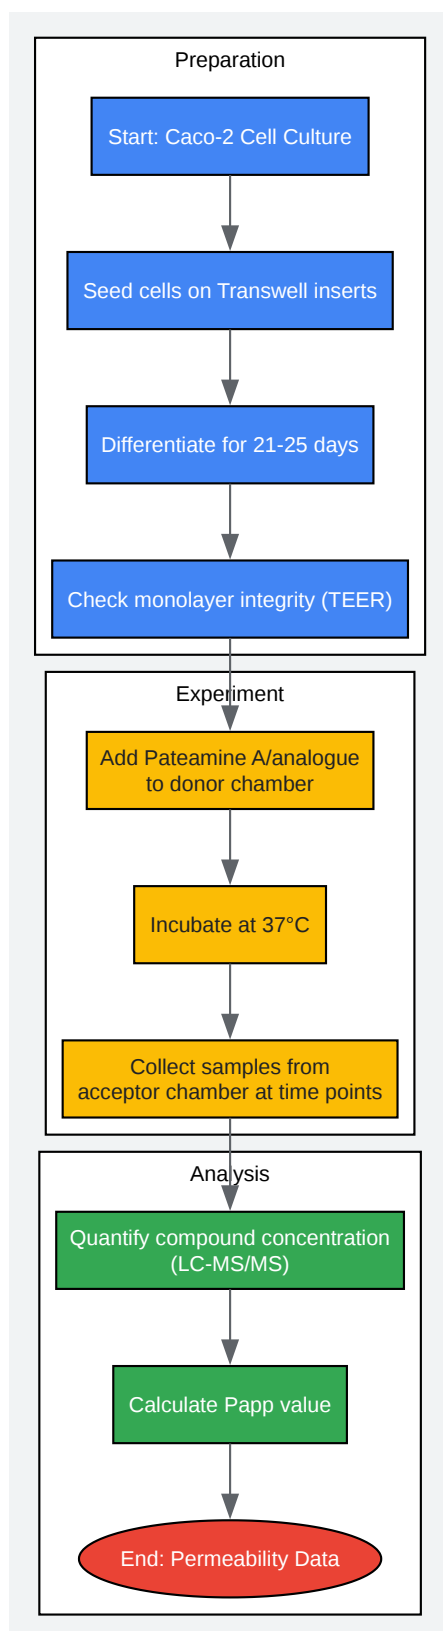 Preparation
Start: Caco-2 Cell Culture
Seed cells on Transwell inserts
Differentiate for 21-25 days
Check monolayer integrity (TEER)
Experiment
Add Pateamine A/analogue
to donor chamber
Incubate at 37°C
Collect samples from
acceptor chamber at time points
Analysis
Quantify compound concentration
(LC-MS/MS)
Calculate Papp value
End: Permeability Data